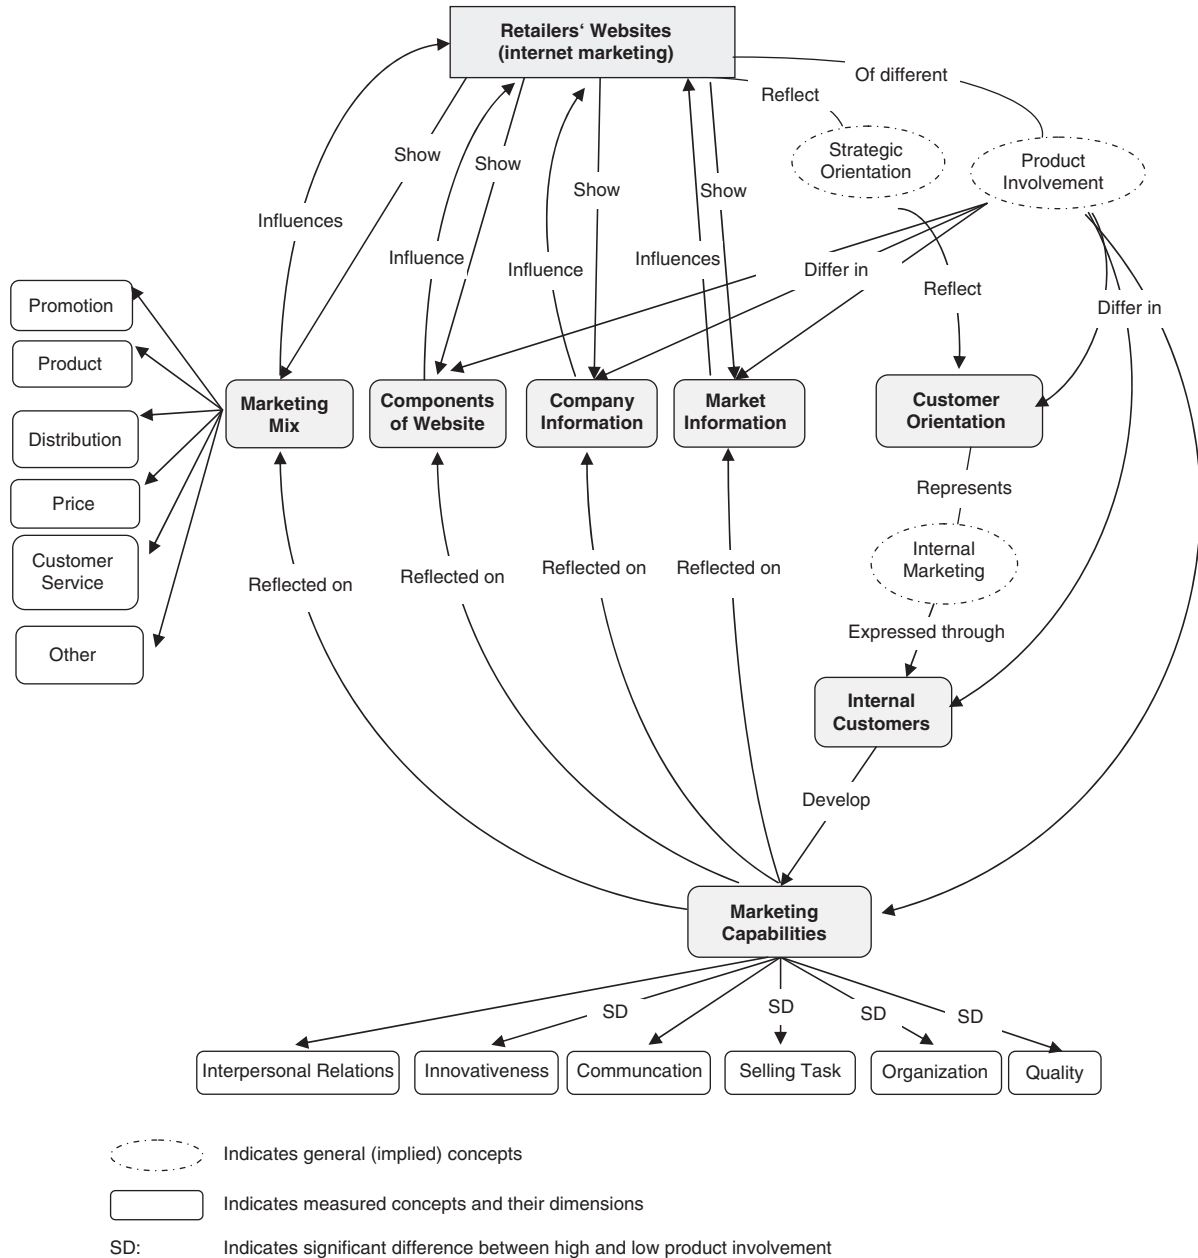 Retailers‘ Websites
(internet marketing)
Of different
Reflect
Strategic
Orientation
Product
Involvement
Show
Show
Show
Show
Influences
Influence
Influence
Influences
Differ in
Reflect
Differ in
Promotion
Product
Distribution
Price
Customer
Service
Other
Marketing
Mix
Components
of Website
Company
Information
Market
Information
Customer
Orientation
Represents
Internal
Marketing
Reflected on
Reflected on
Reflected on
Reflected on
Expressed through
Internal
Customers
Develop
Marketing
Capabilities
SD
SD
SD
SD
Interpersonal Relations
Innovativeness
Communcation
Selling Task
Organization
Quality
Indicates general (implied) concepts
Indicates measured concepts and their dimensions
SD: Indicates significant difference between high and low product involvement